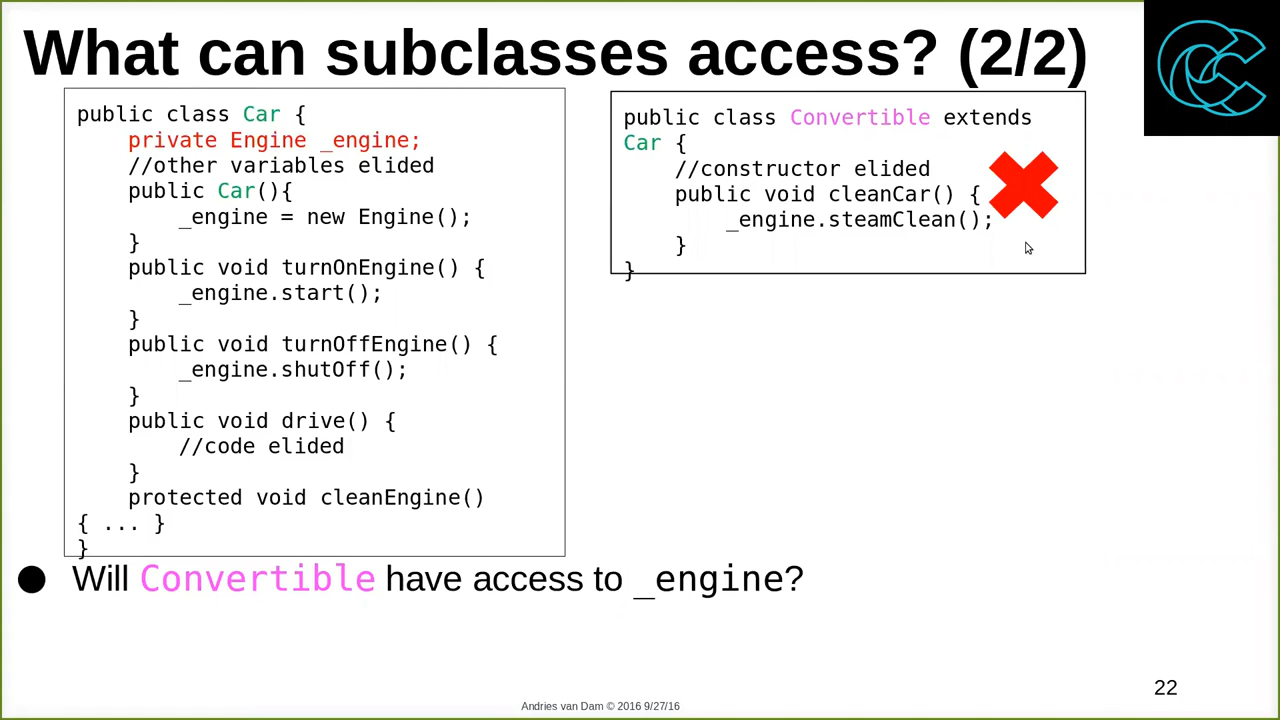 What can subclasses access? (2/2)
public class Car {
private Engine _engine;
//other variables elided
public Car(){
_engine = new Engine();
}
public void turnOnEngine() {
_engine.start();
}
public void turnOffEngine() {
_engine.shutOff();
}
public void drive() {
//code elided
}
protected void cleanEngine()
{ ... }
}
public class Convertible extends
Car {
//constructor elided
public void cleanCar() {
_engine.steamClean();
}
}
● Will Convertible have access to _engine?
Andries van Dam © 2016 9/27/16
22